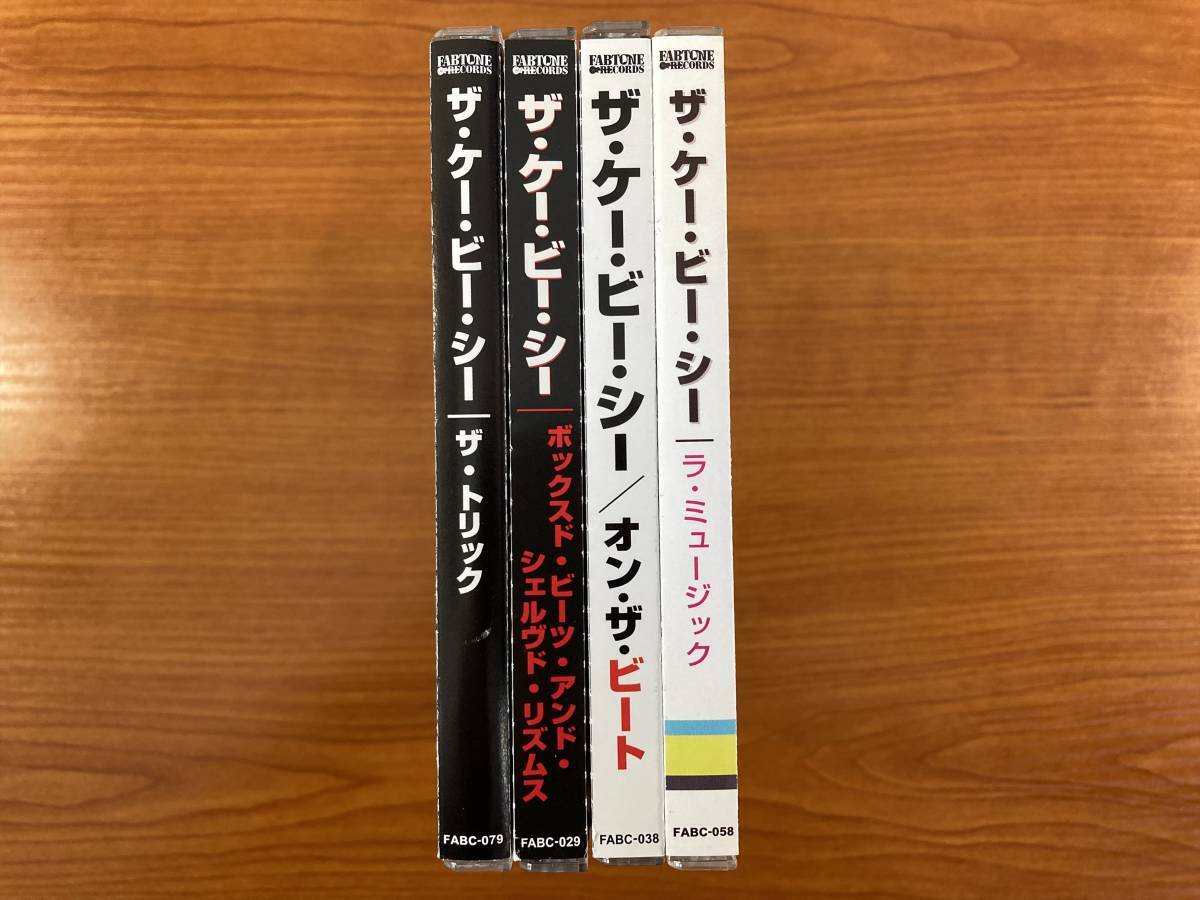 FABTONE
RECORDS
ザ・ケー・ビー・シー｜ザ・トリック
FABC-079
FABTONE
RECORDS
ザ・ケー・ビー・シー｜ボックスド・ビーツ・アンド・
シェルヴド・リズムス
FABC-029
FABTONE
RECORDS
ザ・ケー・ビー・シー／オン・ザ・ビート
FABC-038
FABTONE
RECORDS
ザ・ケー・ビー・シー｜ラ・ミュージック
FABC-058